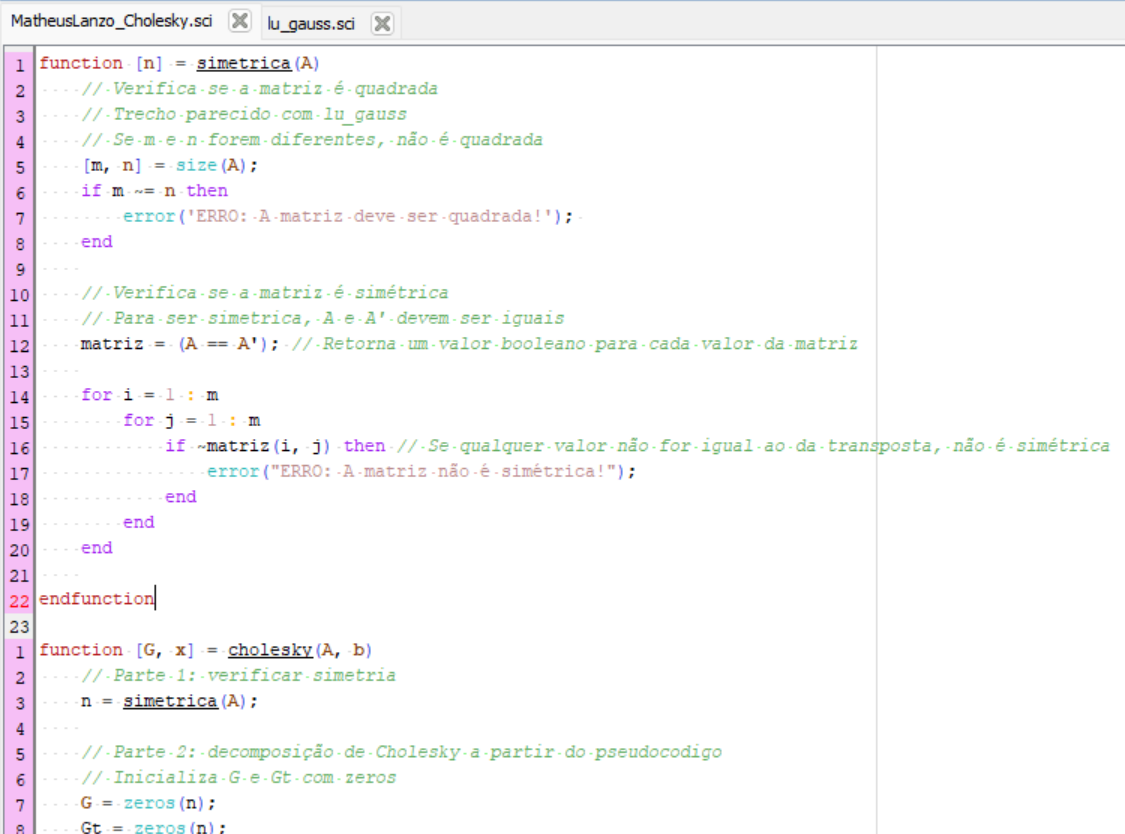 MatheusLanzo_Cholesky.sci lu_gauss.sci
1 function [n] = simetrica(A)
2 // Verifica se a matriz é quadrada
3 // Trecho parecido com lu_gauss
4 // Se m e n forem diferentes, não é quadrada
5 [m, n] = size(A);
6 if m ~= n then
7 error('ERRO: A matriz deve ser quadrada!');
8 end
9
10 // Verifica se a matriz é simétrica
11 // Para ser simetrica, A e A' devem ser iguais
12 matriz = (A == A'); // Retorna um valor booleano para cada valor da matriz
13
14 for i = 1 : m
15 for j = 1 : m
16 if ~matriz(i, j) then // Se qualquer valor não for igual ao da transposta, não é simétrica
17 error("ERRO: A matriz não é simétrica!");
18 end
19 end
20 end
21
22 endfunction
23
1 function [G, x] = cholesky(A, b)
2 // Parte 1: verificar simetria
3 n = simetrica(A);
4
5 // Parte 2: decomposição de Cholesky a partir do pseudocodigo
6 // Inicializa G e Gt com zeros
7 G = zeros(n);
8 Gt = zeros(n);